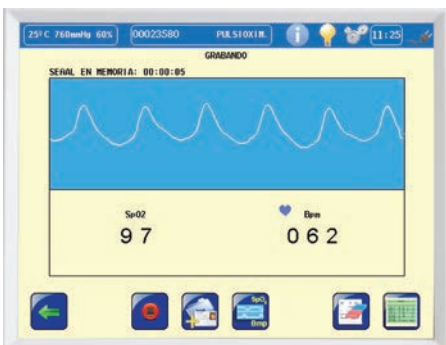 25ºC 760mmHg 60% 00023580 PULSIOXIM. 11:25
GRABANDO
SEÑAL EN MEMORIA: 00:00:05
SpO2 Bpm
97 062
SpO2
Bmp